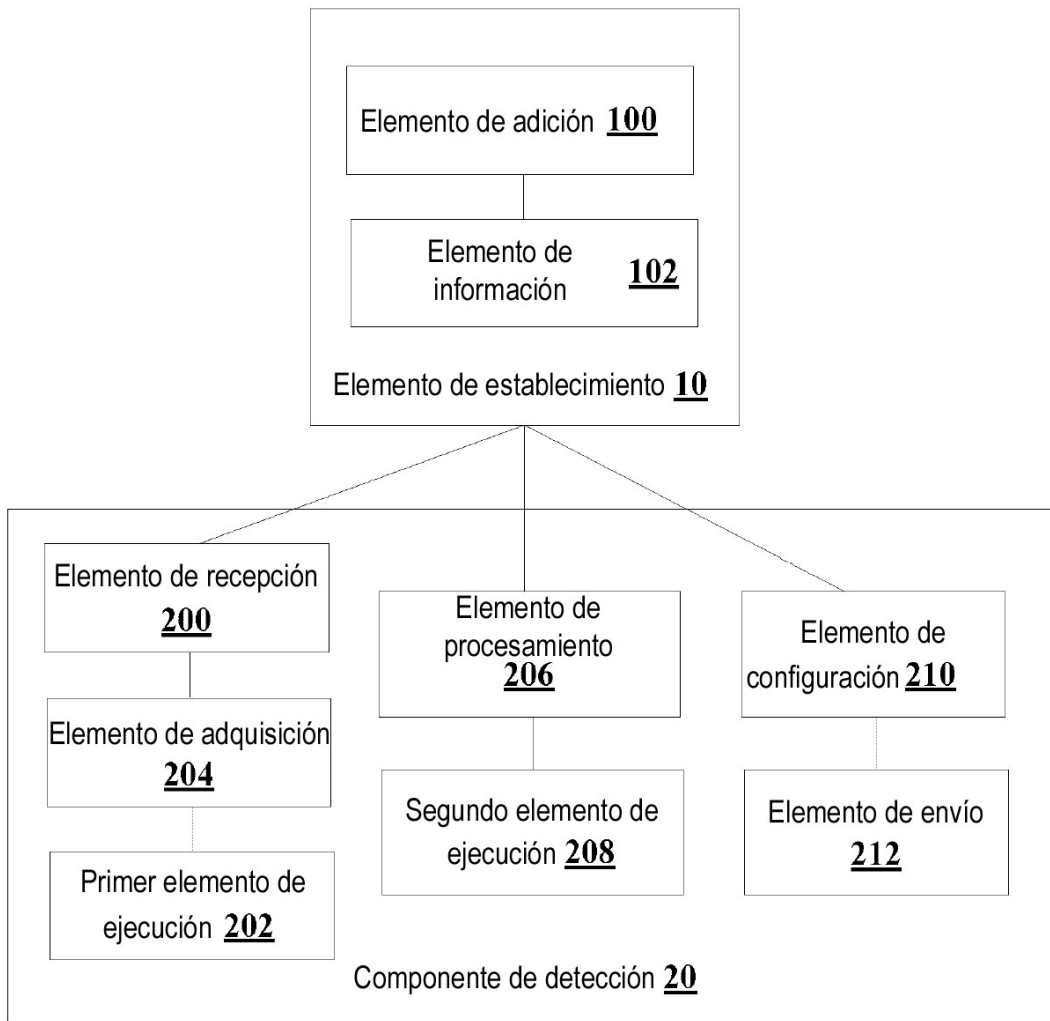 Elemento de adición 100
Elemento de
información 102
Elemento de establecimiento 10
Elemento de recepción
200
Elemento de adquisición
204
Primer elemento de
ejecución 202
Elemento de
procesamiento
206
Segundo elemento de
ejecución 208
Elemento de
configuración 210
Elemento de envío
212
Componente de detección 20